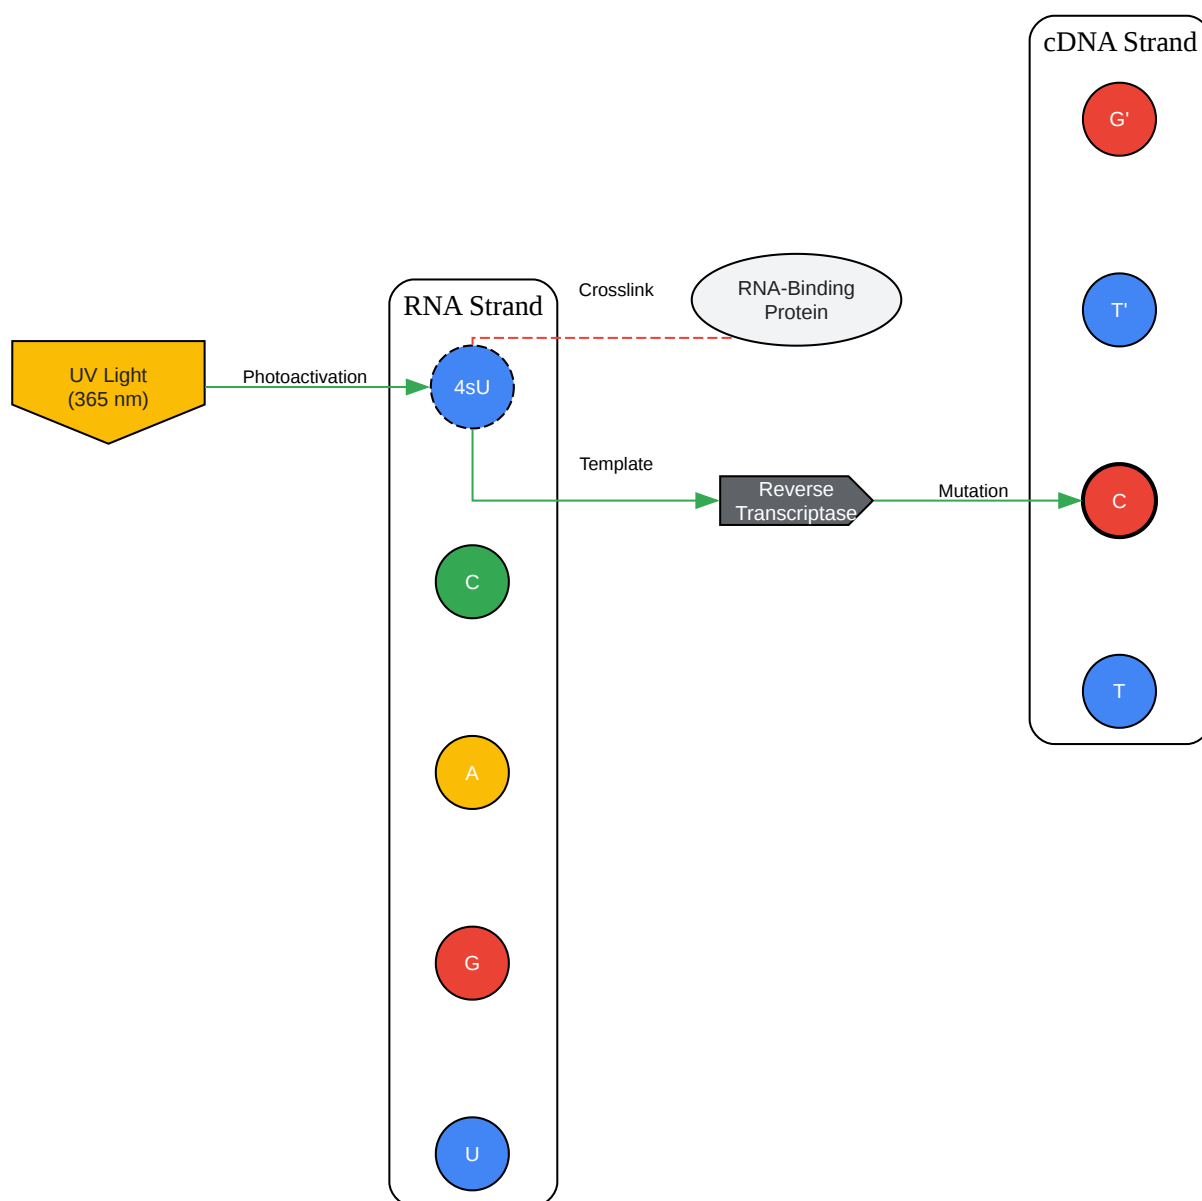 cDNA Strand
G'
T'
Crosslink
RNA-Binding
Protein
RNA Strand
UV Light
(365 nm)
Photoactivation
4sU
Template
Reverse
Transcriptase
Mutation
C
C
T
A
G
U